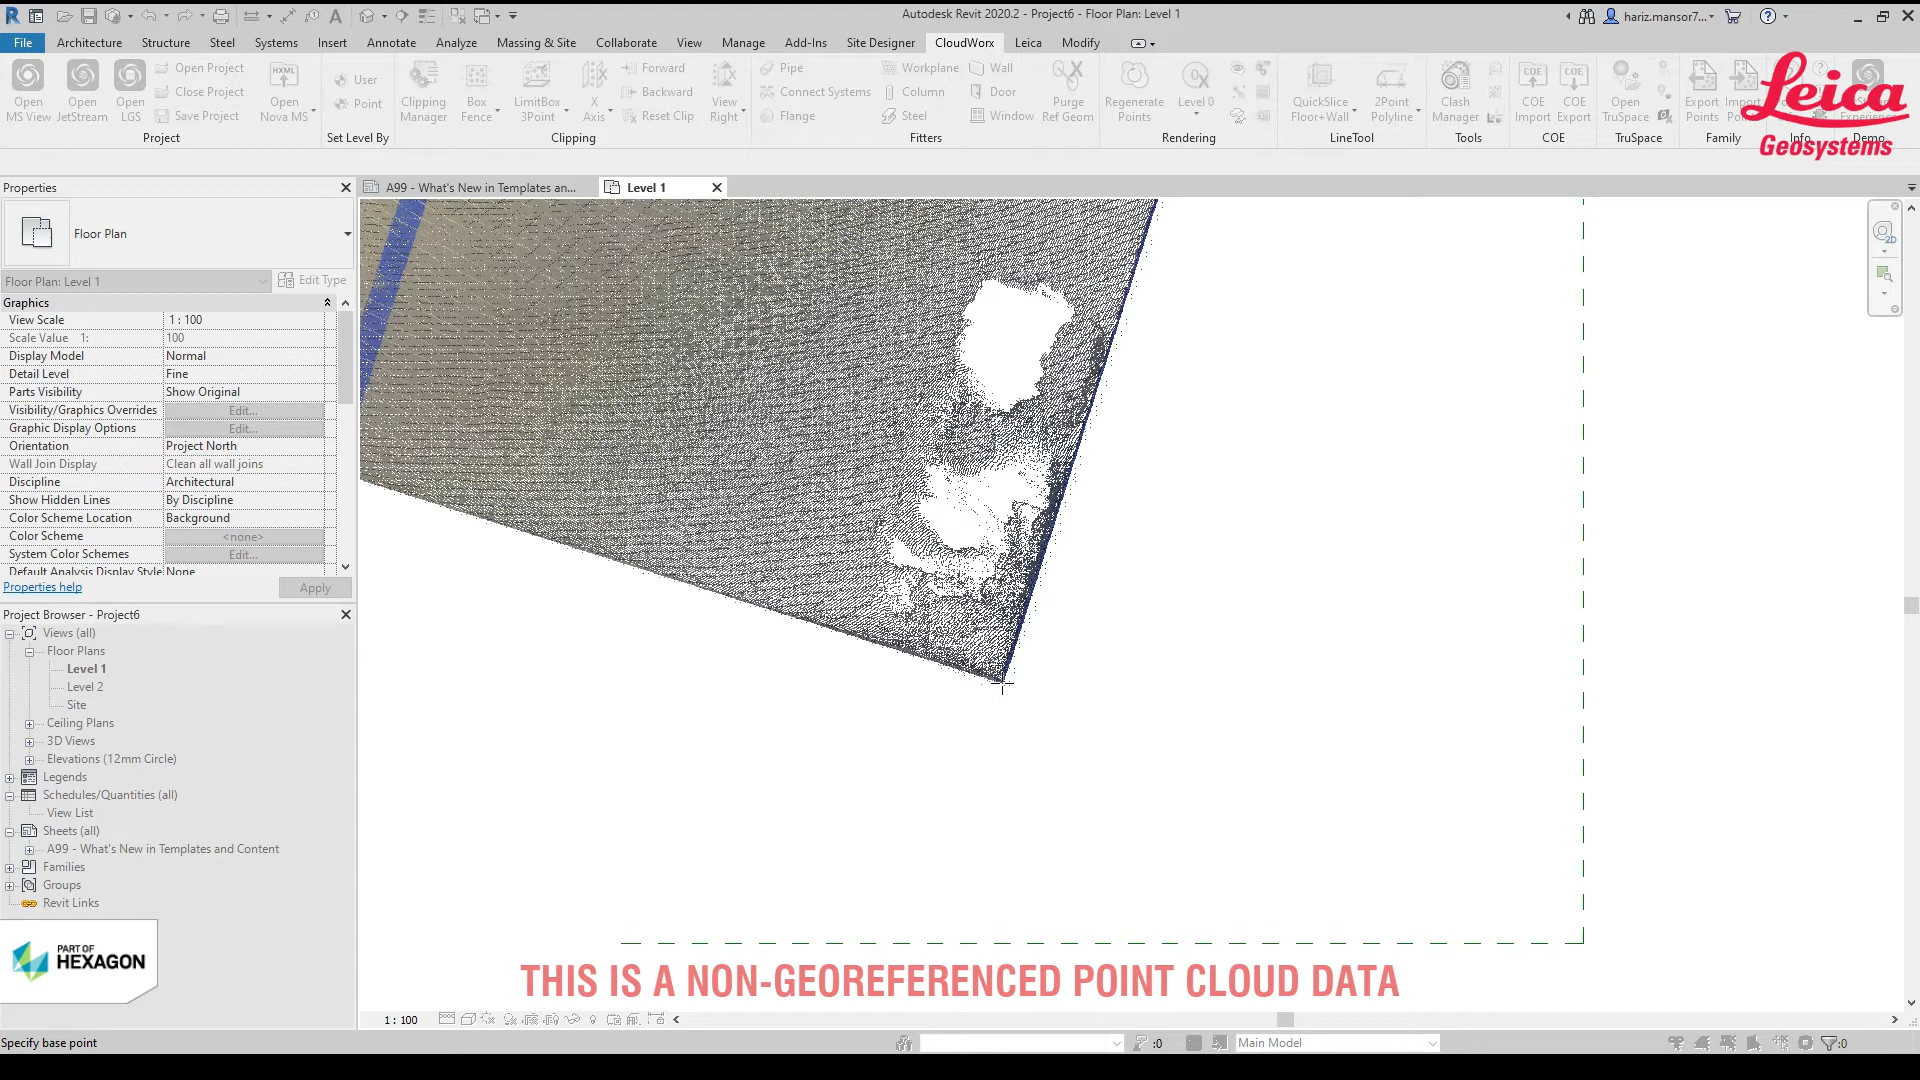 Autodesk Revit 2020.2 - Project6 - Floor Plan: Level 1
hariz.mansor7...
File Architecture Structure Steel Systems Insert Annotate Analyze Massing & Site Collaborate View Manage Add-Ins Site Designer CloudWorx Leica Modify
Open MS View
Open JetStream
Open LGS
Open Project
Close Project
Save Project
Open Nova MS
HXML
Project
User
Point
Set Level By
Clipping Manager
Box Fence
LimitBox 3Point
X Axis
Forward
Backward
Reset Clip
View Right
Clipping
Pipe
Connect Systems
Flange
Workplane
Column
Steel
Wall
Door
Window
Purge Ref Geom
Fitters
Regenerate Points
Level 0
Rendering
QuickSlice Floor+Wall
2Point Polyline
LineTool
Clash Manager
Tools
COE Import
COE Export
COE
Open TruSpace
TruSpace
Export Points
Family
Info
Demo
Leica
Geosystems
Properties
A99 - What's New in Templates an...
Level 1
Floor Plan
Floor Plan: Level 1
Edit Type
Graphics
View Scale 1 : 100
Scale Value 1: 100
Display Model Normal
Detail Level Fine
Parts Visibility Show Original
Visibility/Graphics Overrides Edit...
Graphic Display Options Edit...
Orientation Project North
Wall Join Display Clean all wall joins
Discipline Architectural
Show Hidden Lines By Discipline
Color Scheme Location Background
Color Scheme <none>
System Color Schemes Edit...
Default Analysis Display Style None
Properties help
Apply
Project Browser - Project6
Views (all)
Floor Plans
Level 1
Level 2
Site
Ceiling Plans
3D Views
Elevations (12mm Circle)
Legends
Schedules/Quantities (all)
View List
Sheets (all)
A99 - What's New in Templates and Content
Families
Groups
Revit Links
PART OF
HEXAGON
THIS IS A NON-GEOREFERENCED POINT CLOUD DATA
1 : 100
Specify base point
:0
Main Model
:0